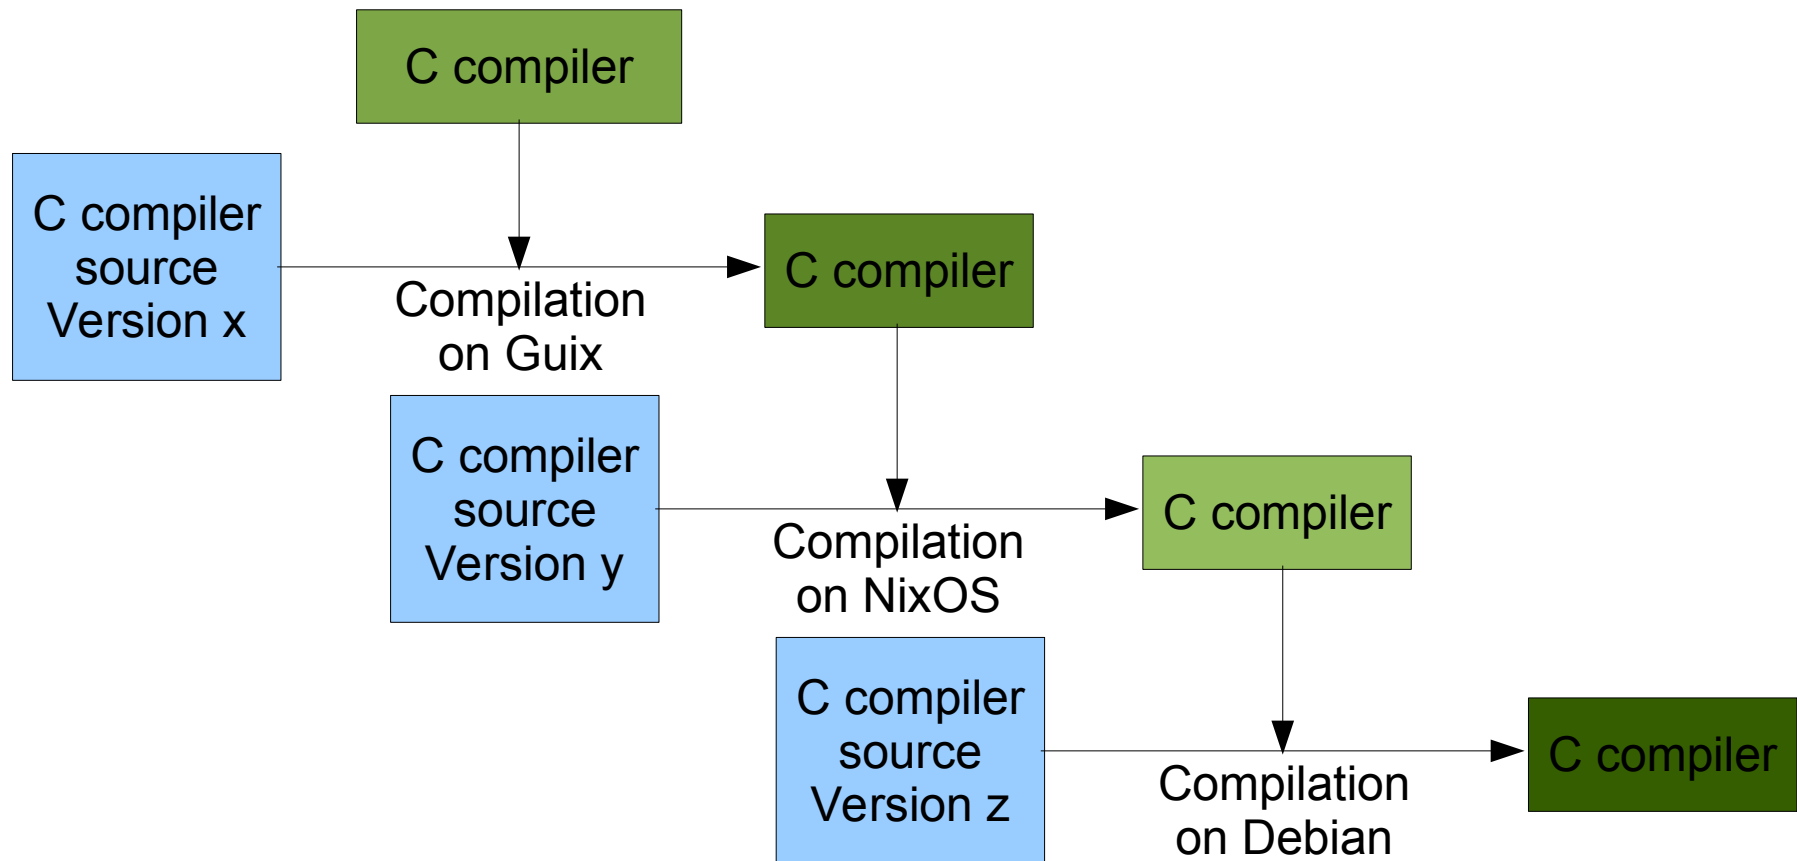 C compiler
C compiler
source
Version x
Compilation
on Guix
C compiler
C compiler
source
Version y
Compilation
on NixOS
C compiler
C compiler
source
Version z
Compilation
on Debian
C compiler